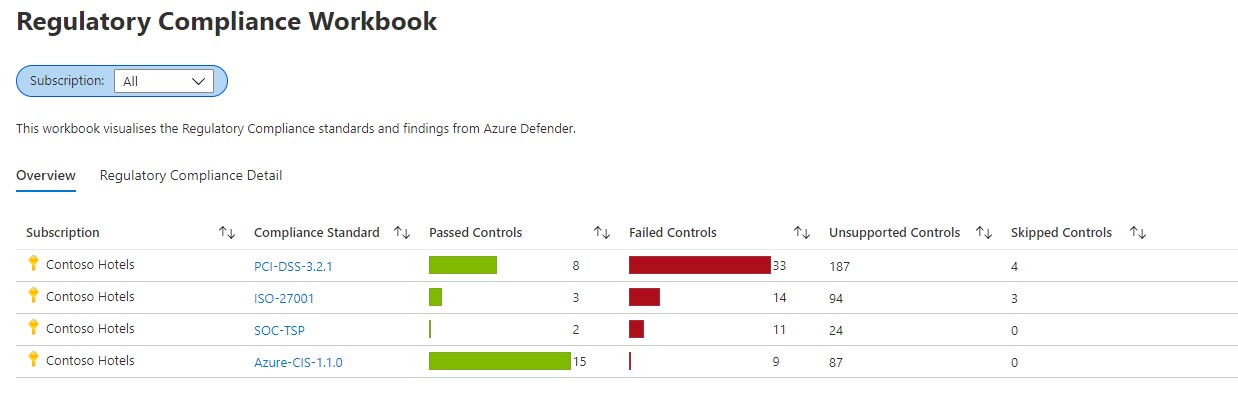 Regulatory Compliance Workbook
Subscription: All
This workbook visualises the Regulatory Compliance standards and findings from Azure Defender.
Overview Regulatory Compliance Detail
Subscription Compliance Standard Passed Controls Failed Controls Unsupported Controls Skipped Controls
Contoso Hotels PCI-DSS-3.2.1 8 33 187 4
Contoso Hotels ISO-27001 3 14 94 3
Contoso Hotels SOC-TSP 2 11 24 0
Contoso Hotels Azure-CIS-1.1.0 15 9 87 0